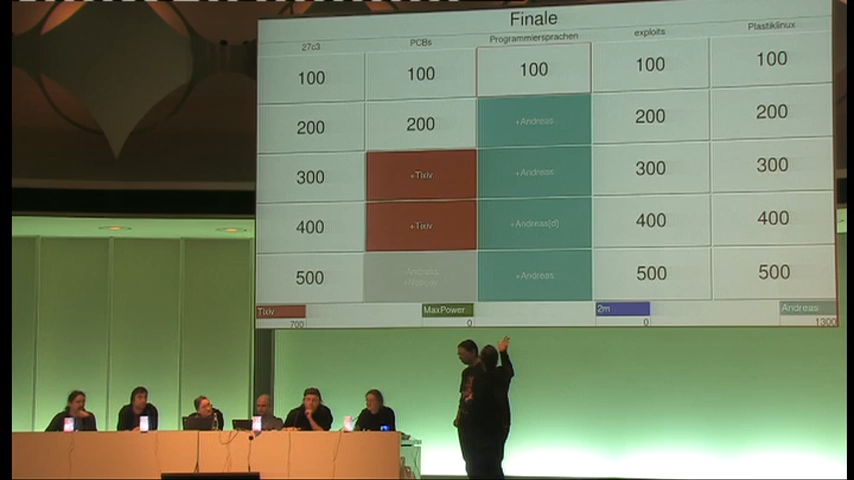 Finale
27c3 PCBs Programmiersprachen exploits Plastiklinux
100 100 100 100 100
200 200 +Andreas 200 200
300 +Tixiv +Andreas 300 300
400 +Tixiv +Andreas[d] 400 400
500 -Andreas +Andreas 500 500
Tixiv MaxPower 2m Andreas
700 0 0 1300